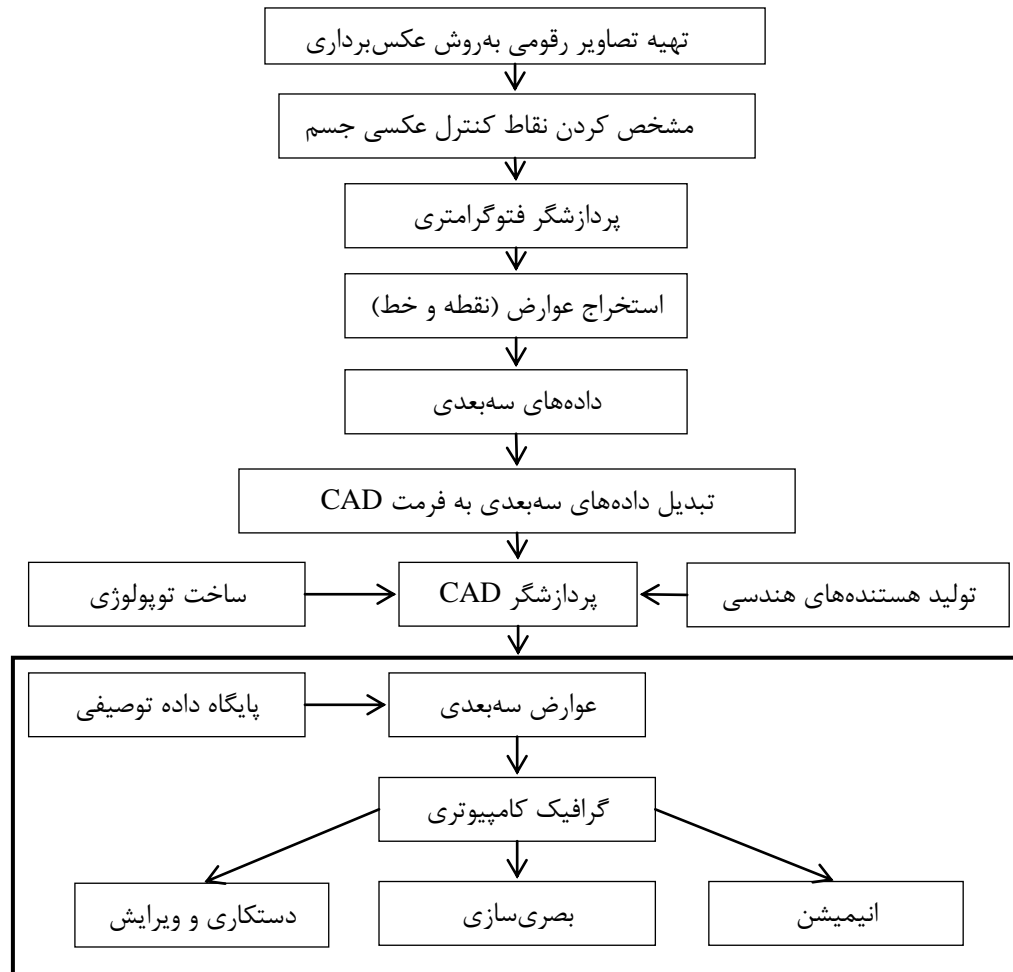 تهیه تصاویر رقومی به‌روش عکس‌برداری
مشخص کردن نقاط کنترل عکسی جسم
پردازشگر فتوگرامتری
استخراج عوارض (نقطه و خط)
داده‌های سه‌بعدی
تبدیل داده‌های سه‌بعدی به فرمت CAD
تولید هستنده‌های هندسی
پردازشگر CAD
ساخت توپولوژی
عوارض سه‌بعدی
پایگاه داده توصیفی
گرافیک کامپیوتری
انیمیشن
بصری‌سازی
دستکاری و ویرایش